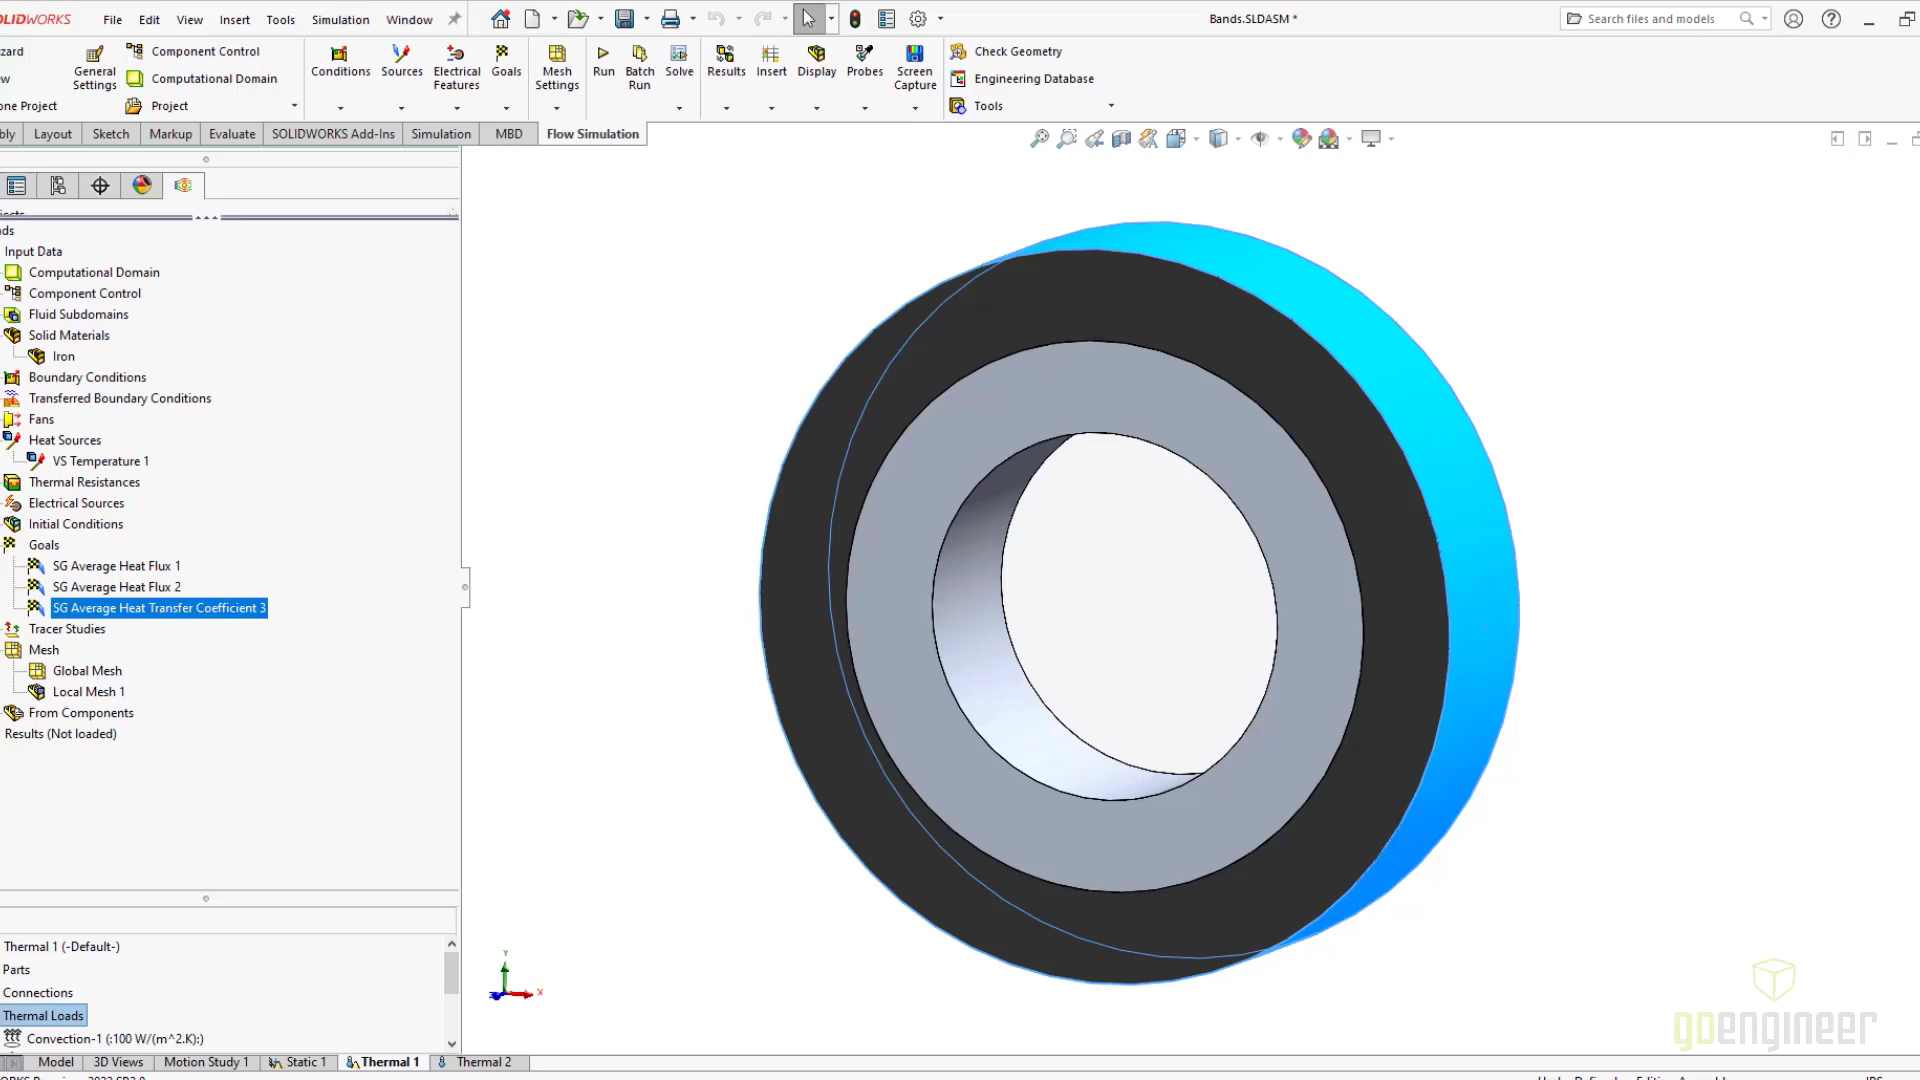 SOLIDWORKS File Edit View Insert Tools Simulation Window Bands.SLDASM * Search files and models
zard Component Control Check Geometry
General Settings Computational Domain Conditions Sources Electrical Features Goals Mesh Settings Run Batch Run Solve Results Insert Display Probes Screen Capture Engineering Database
one Project Project Tools
bly Layout Sketch Markup Evaluate SOLIDWORKS Add-Ins Simulation MBD Flow Simulation
Input Data
Computational Domain
Component Control
Fluid Subdomains
Solid Materials
Iron
Boundary Conditions
Transferred Boundary Conditions
Fans
Heat Sources
VS Temperature 1
Thermal Resistances
Electrical Sources
Initial Conditions
Goals
SG Average Heat Flux 1
SG Average Heat Flux 2
SG Average Heat Transfer Coefficient 3
Tracer Studies
Mesh
Global Mesh
Local Mesh 1
From Components
Results (Not loaded)
Thermal 1 (-Default-)
Parts
Connections
Thermal Loads
Convection-1 (:100 W/(m^2.K):)
Y
X
goengineer
Model 3D Views Motion Study 1 Static 1 Thermal 1 Thermal 2